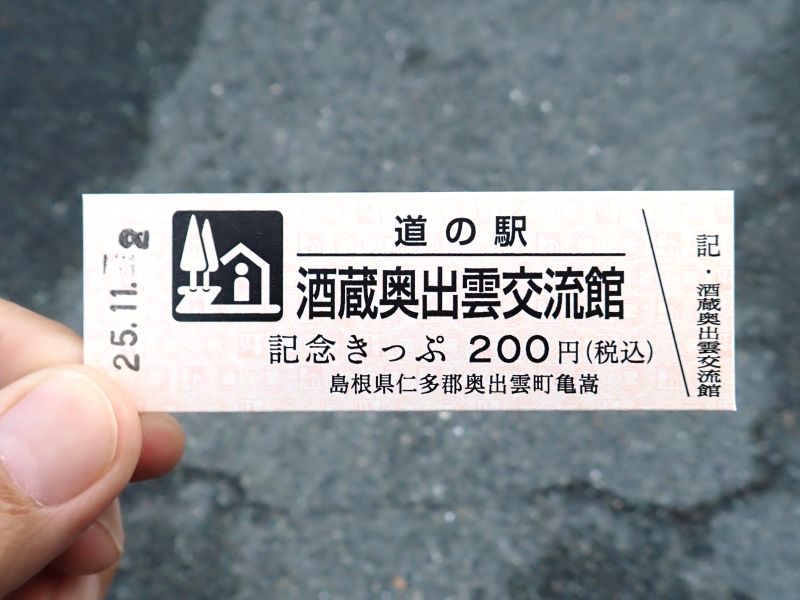 25.11.2
道の駅
酒蔵奥出雲交流館
記念きっぷ 200円(税込)
島根県仁多郡奥出雲町亀嵩
記・酒蔵奥出雲交流館